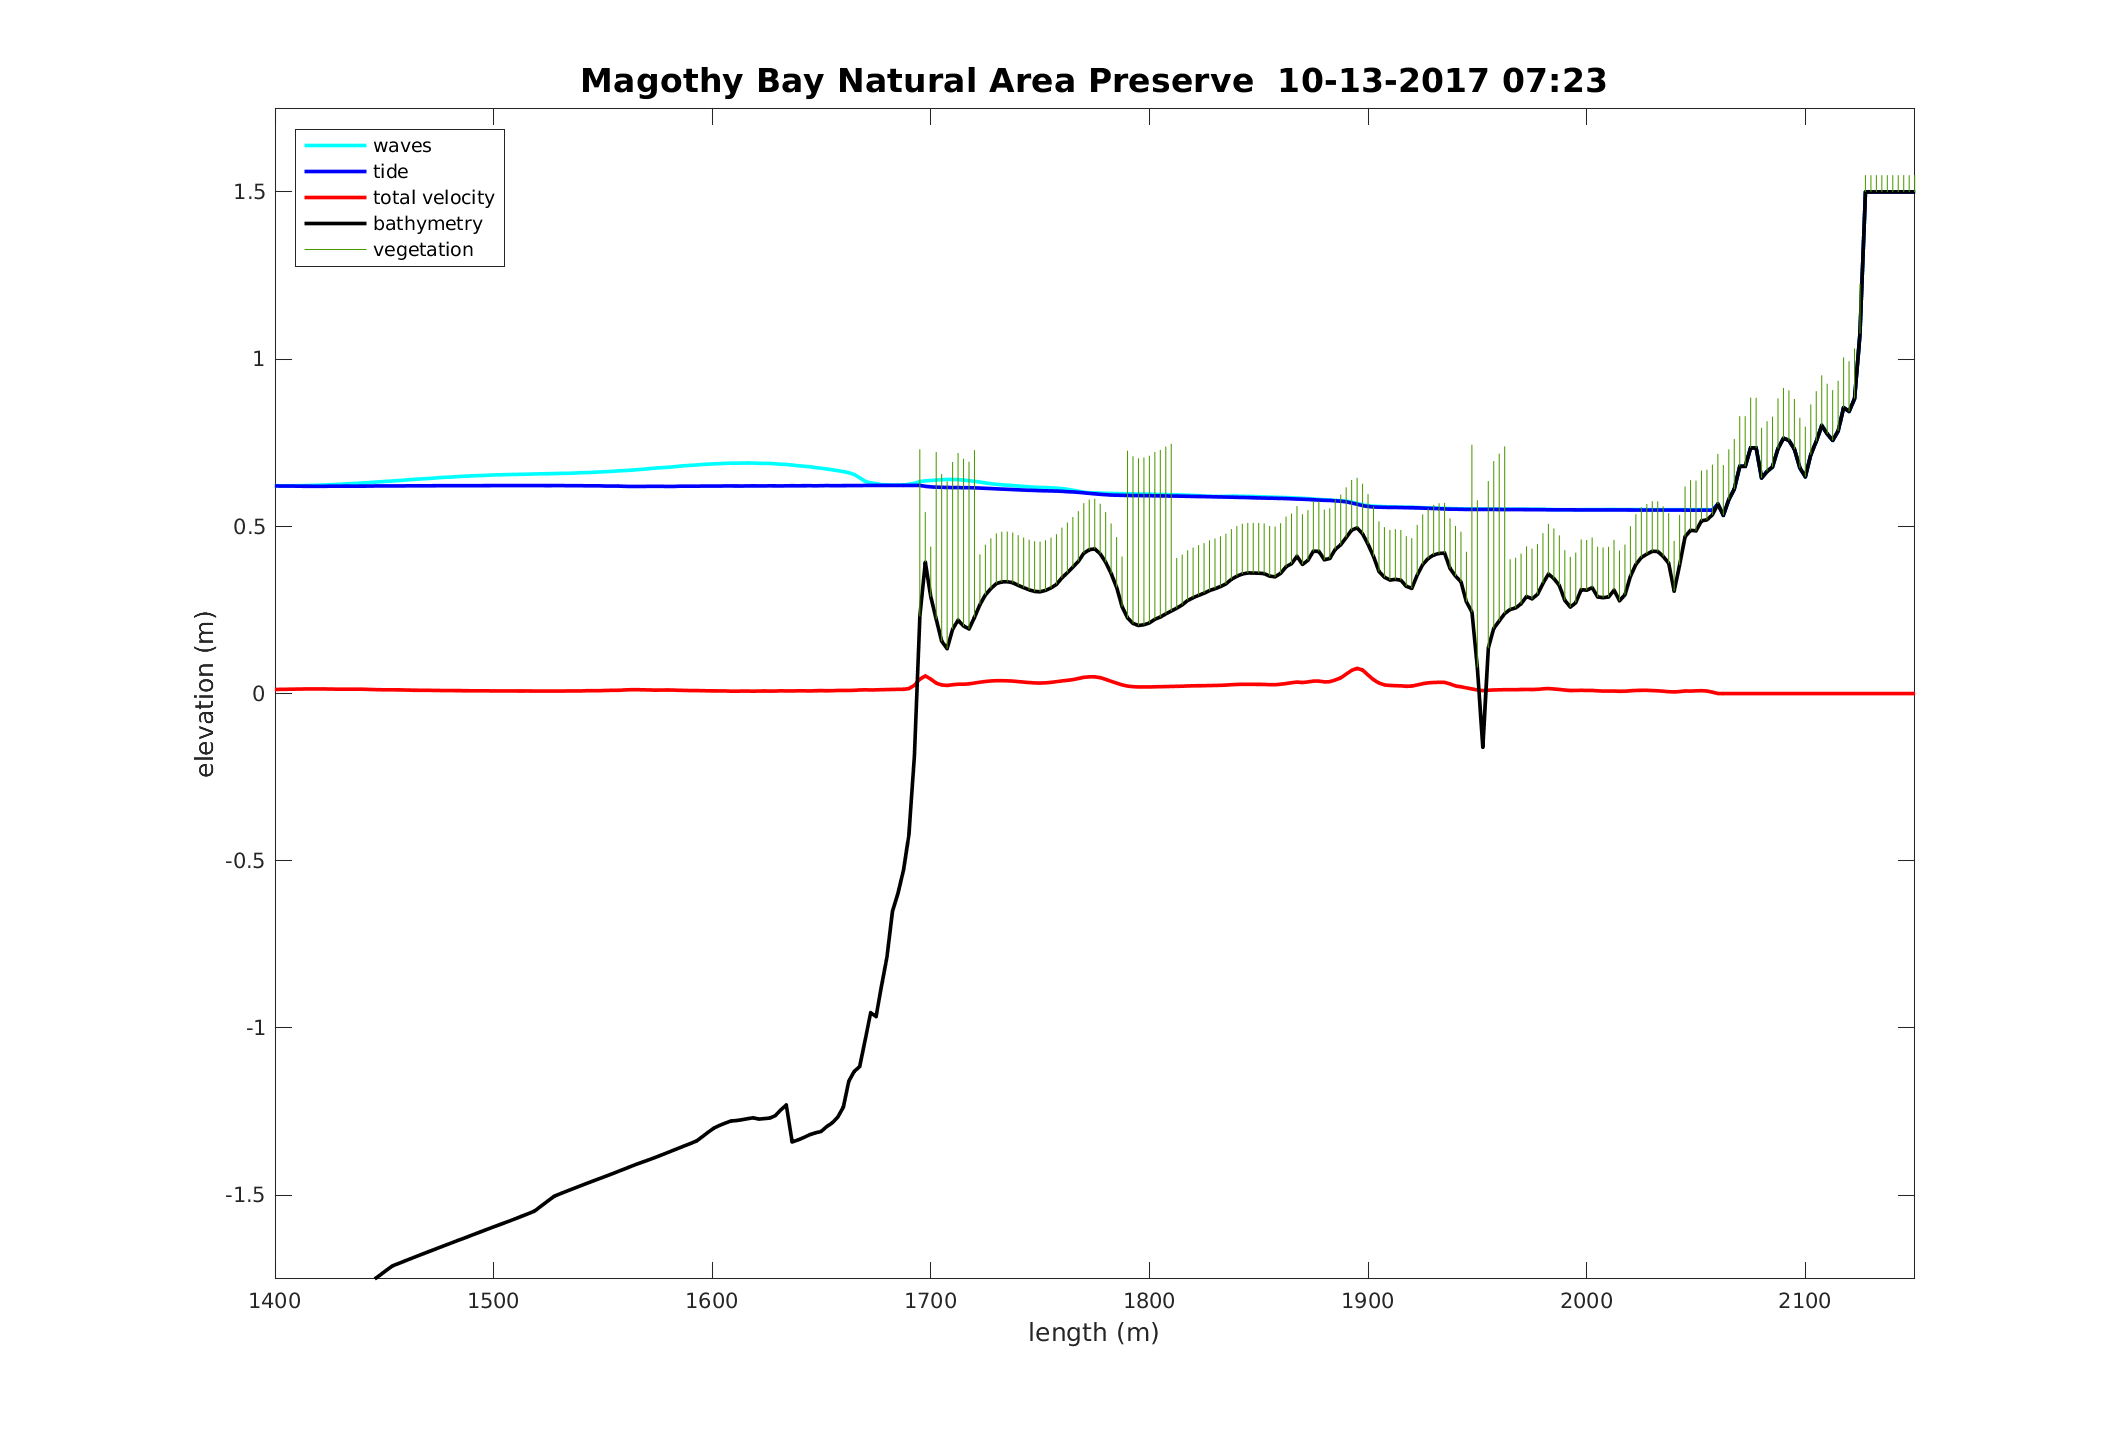 Magothy Bay Natural Area Preserve  10-13-2017 07:23
waves
tide
total velocity
bathymetry
vegetation
1.5
1
0.5
0
-0.5
-1
-1.5
elevation (m)
1400 1500 1600 1700 1800 1900 2000 2100
length (m)